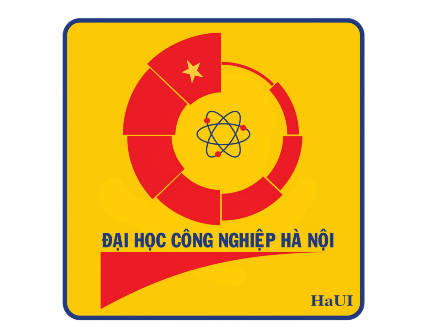 ĐẠI HỌC CÔNG NGHIỆP HÀ NỘI
HaUI